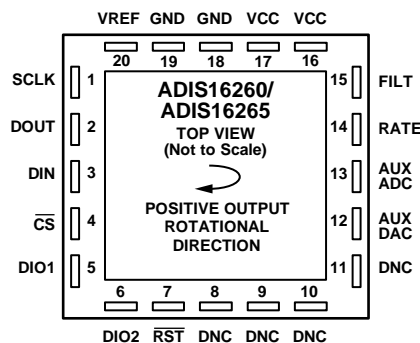 VREF GND GND VCC VCC
20 19 18 17 16
SCLK 1
DOUT 2
DIN 3
C̅S̅ 4
DIO1 5
ADIS16260/
ADIS16265
TOP VIEW
(Not to Scale)
POSITIVE OUTPUT
ROTATIONAL
DIRECTION
15 FILT
14 RATE
13 AUX
ADC
12 AUX
DAC
11 DNC
6 7 8 9 10
DIO2 R̅S̅T̅ DNC DNC DNC